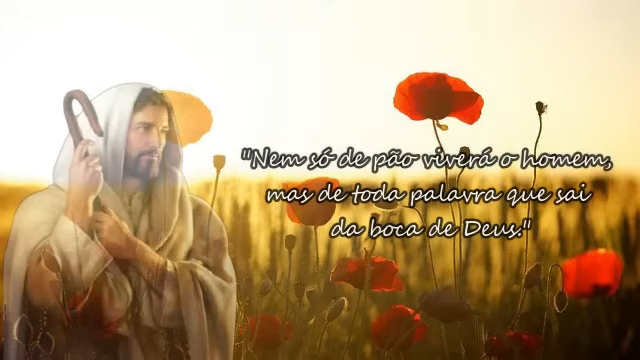 "Nem só de pão viverá o homem,
mas de toda palavra que sai
da boca de Deus."